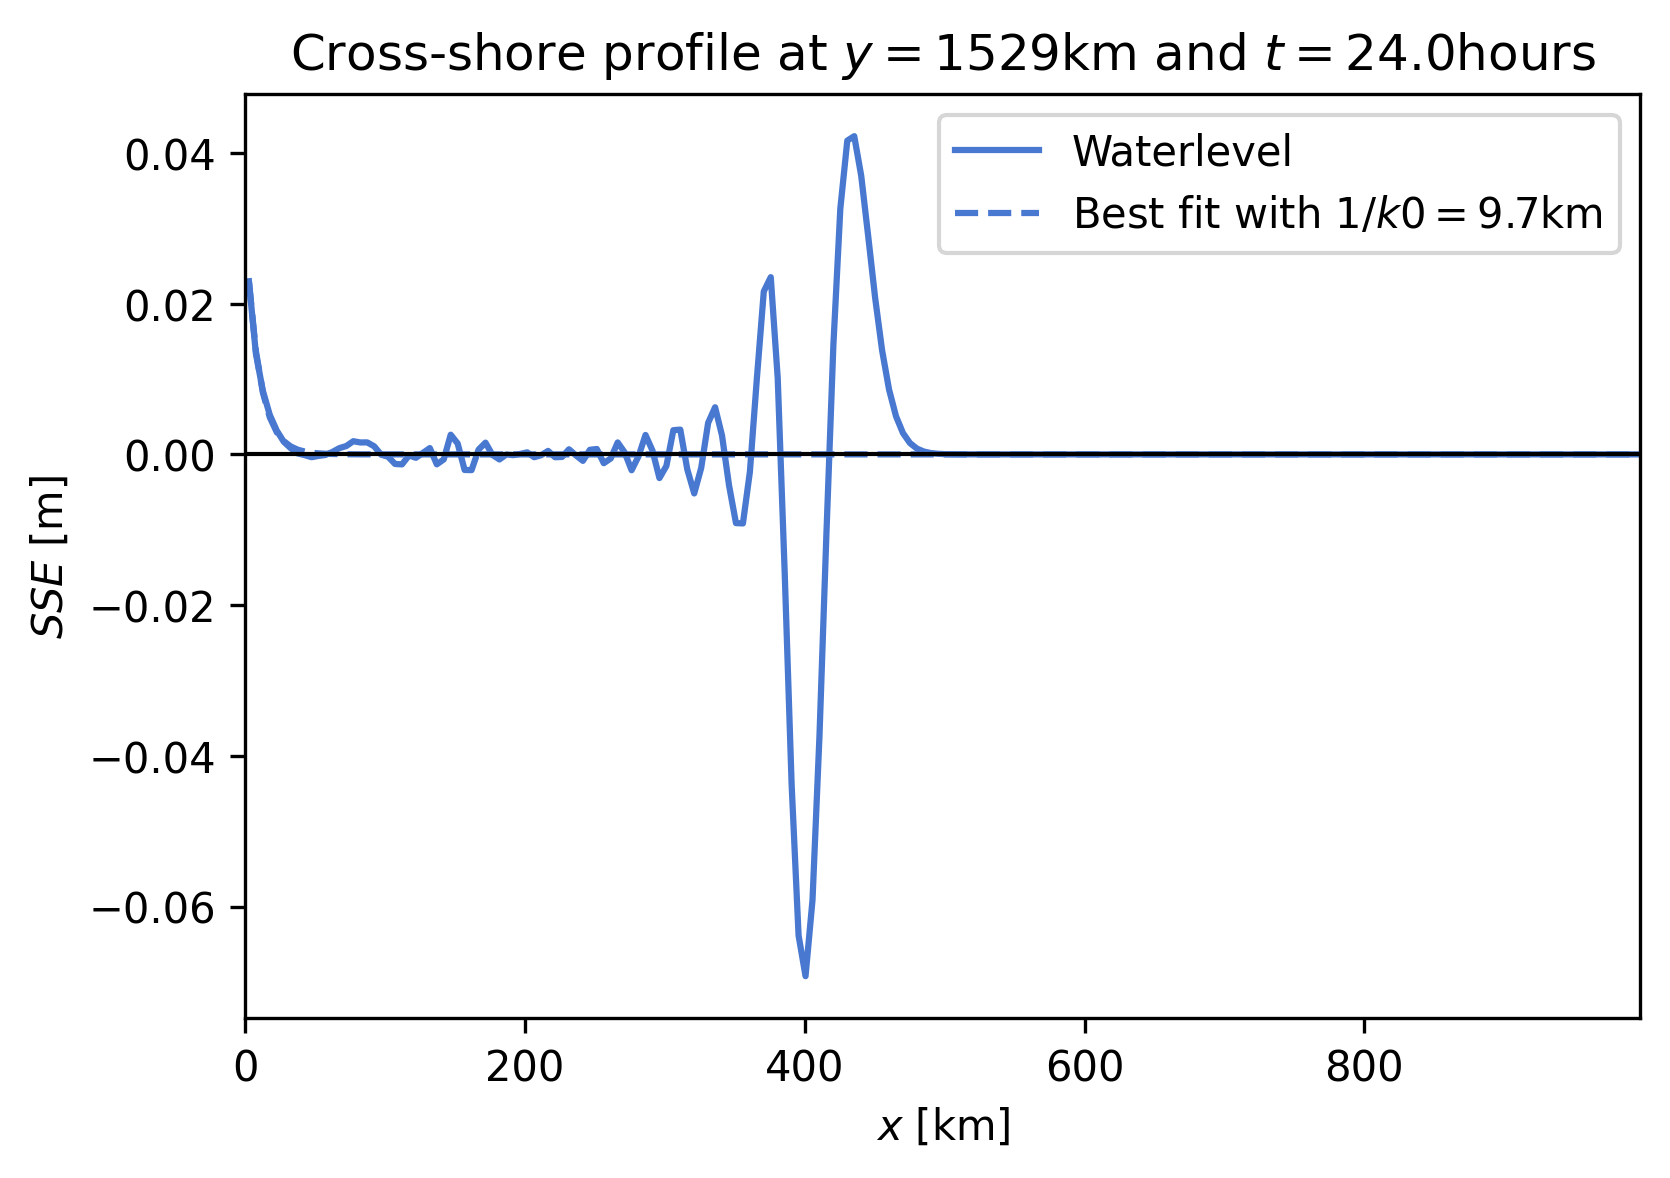 Cross-shore profile at y = 1529km and t = 24.0hours
Waterlevel
Best fit with 1/k0 = 9.7km
0.04
0.02
0.00
−0.02
−0.04
−0.06
SSE [m]
0 200 400 600 800
x [km]